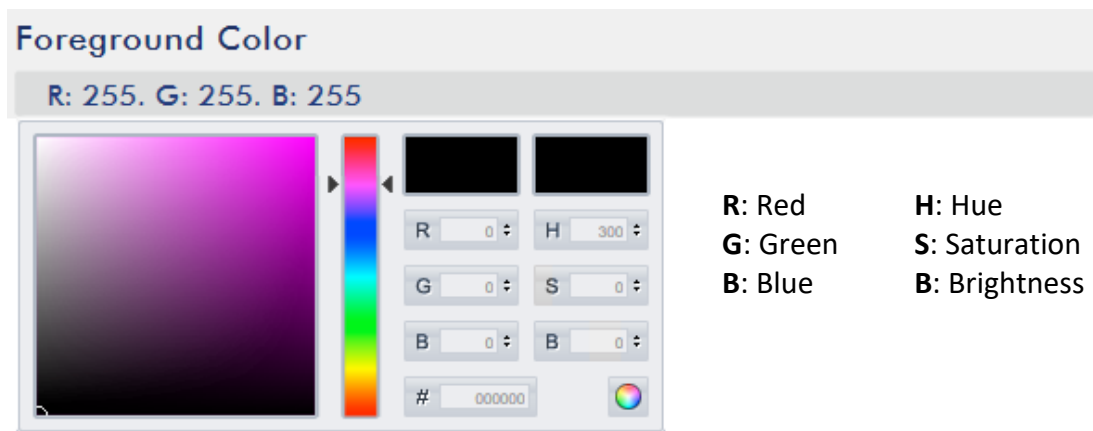 Foreground Color
R: 255. G: 255. B: 255
R 0 H 300
G 0 S 0
B 0 B 0
# 000000
R: Red H: Hue
G: Green S: Saturation
B: Blue B: Brightness